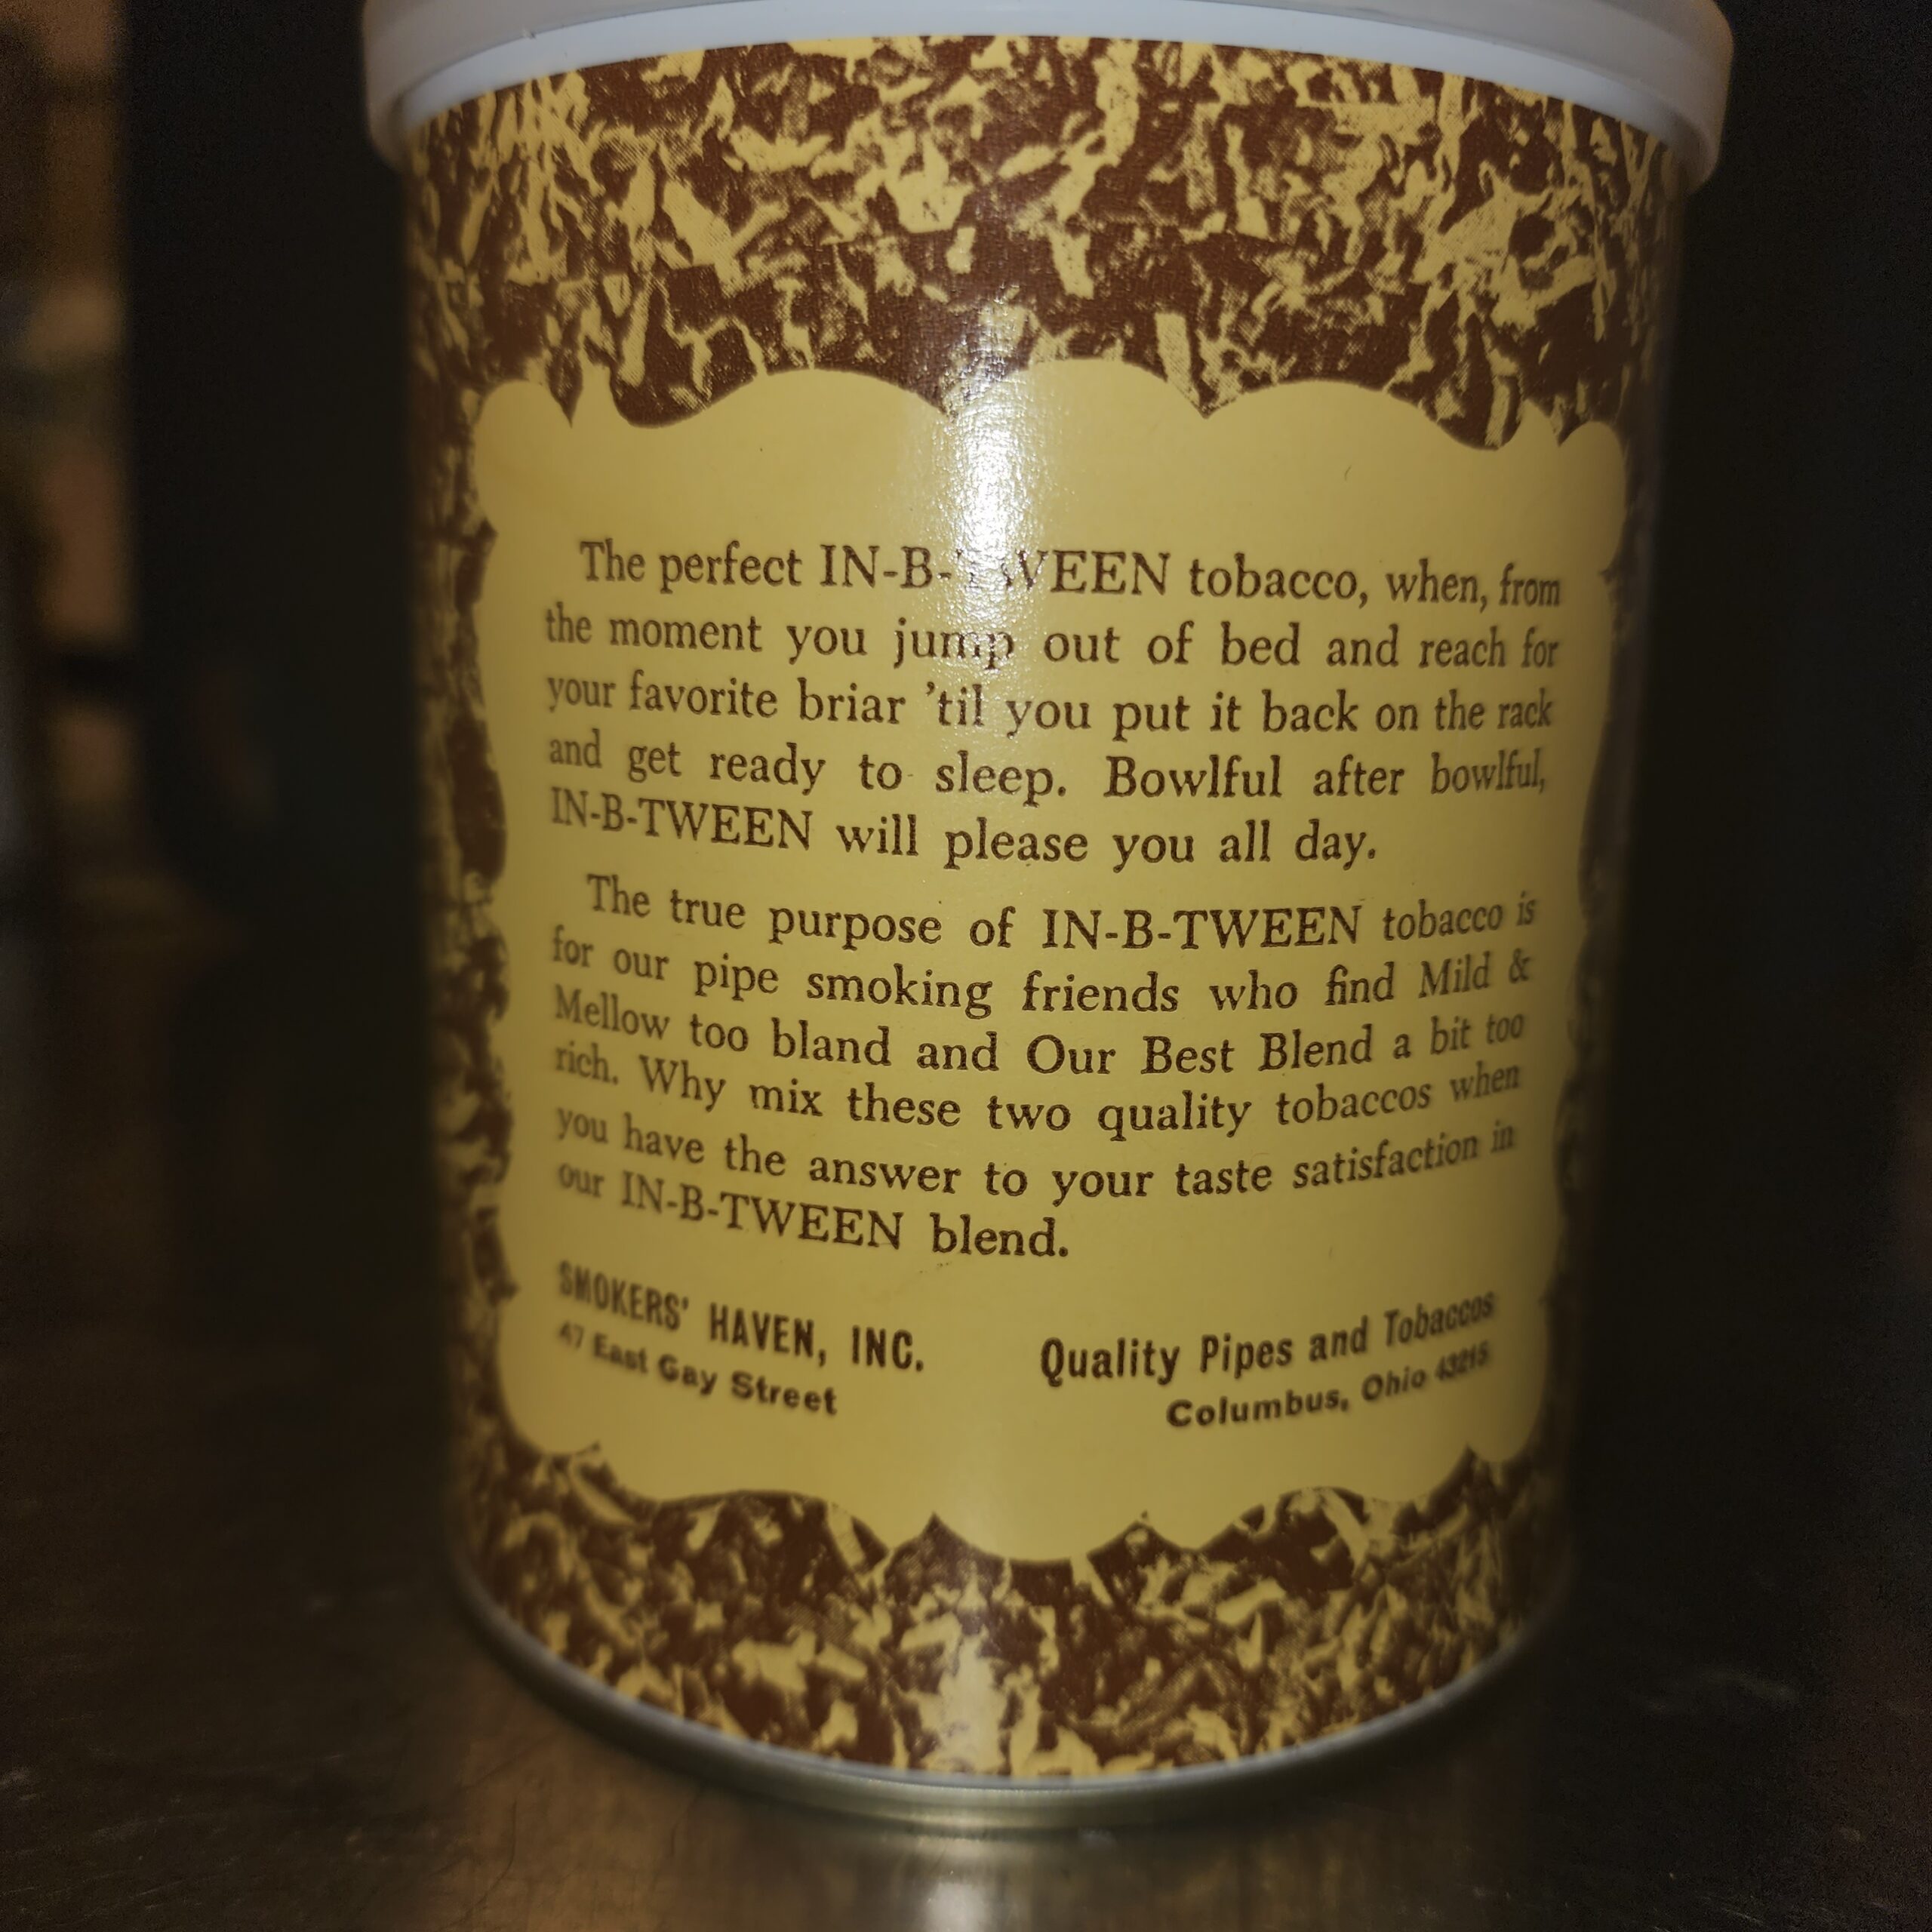 The perfect IN-B-TWEEN tobacco, when, from
the moment you jump out of bed and reach for
your favorite briar 'til you put it back on the rack
and get ready to sleep. Bowlful after bowlful,
IN-B-TWEEN will please you all day.
The true purpose of IN-B-TWEEN tobacco is
for our pipe smoking friends who find Mild &
Mellow too bland and Our Best Blend a bit too
rich. Why mix these two quality tobaccos when
you have the answer to your taste satisfaction in
our IN-B-TWEEN blend.
SMOKERS' HAVEN, INC. Quality Pipes and Tobaccos
47 East Gay Street Columbus, Ohio 43215